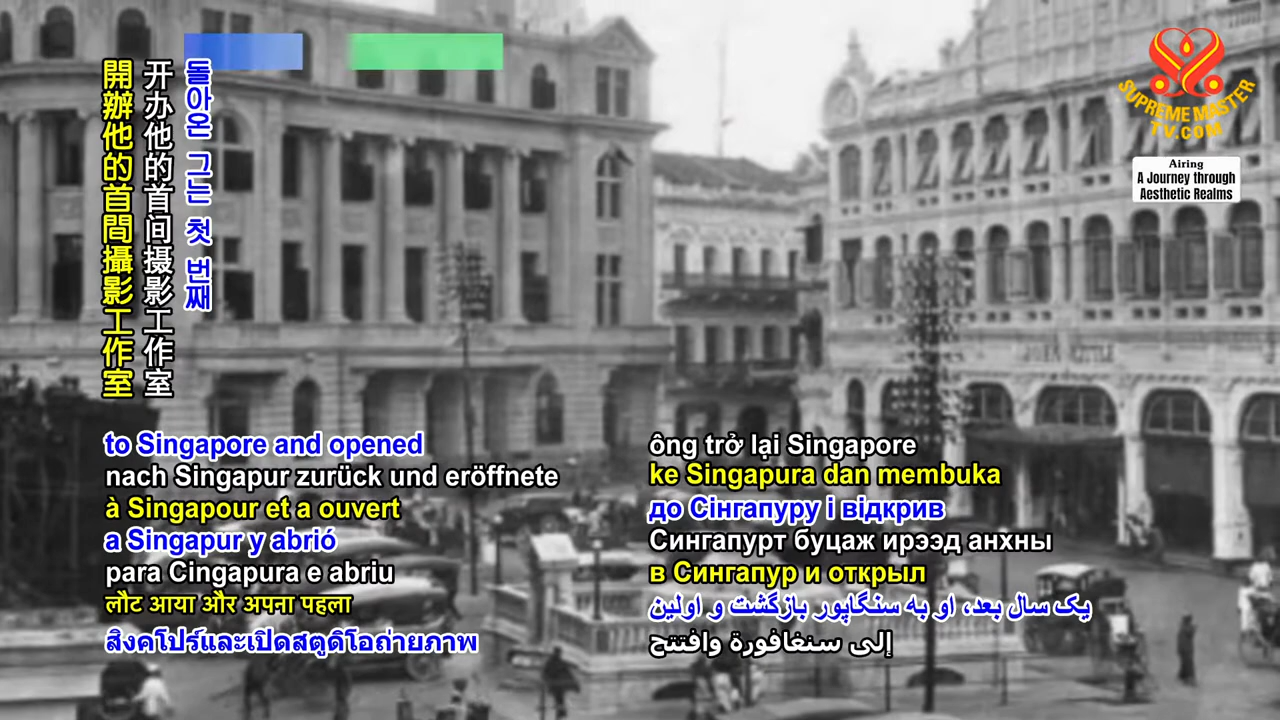 開辦他的首間攝影工作室
开办他的首间摄影工作室
돌아온 그는 첫 번째
SUPREME MASTER
TV.COM
Airing
A Journey through
Aesthetic Realms
to Singapore and opened
nach Singapur zurück und eröffnete
à Singapour et a ouvert
a Singapur y abrió
para Cingapura e abriu
लौट आया और अपना पहला
สิงคโปร์และเปิดสตูดิโอถ่ายภาพ
ông trở lại Singapore
ke Singapura dan membuka
до Сінгапуру і відкрив
Сингапурт буцаж ирээд анхны
в Сингапур и открыл
یک سال بعد، او به سنگاپور بازگشت و اولین
إلى سنغافورة وافتتح